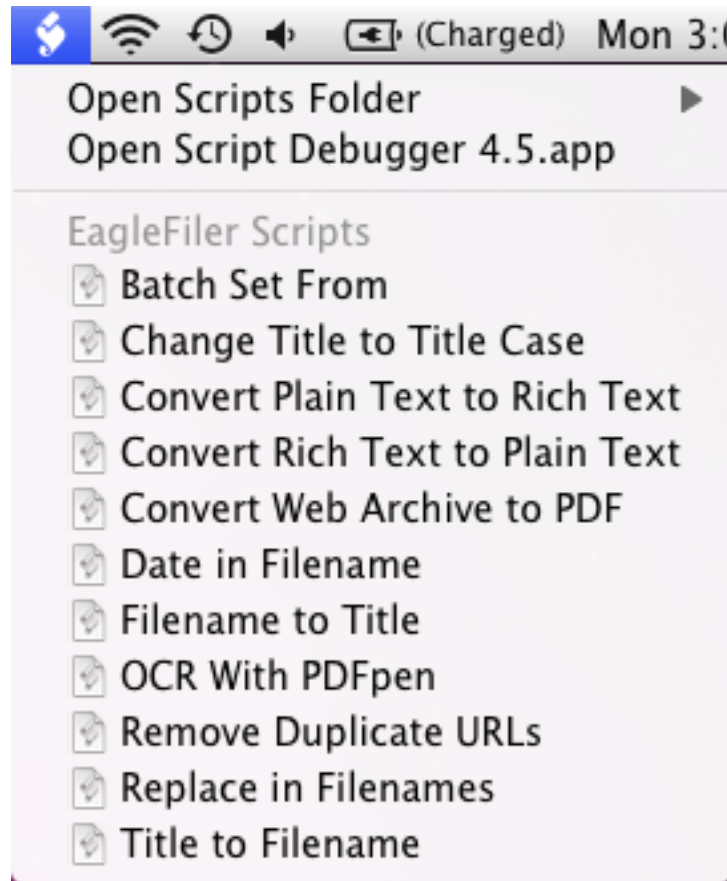 (Charged) Mon 3:
Open Scripts Folder
Open Script Debugger 4.5.app
EagleFiler Scripts
Batch Set From
Change Title to Title Case
Convert Plain Text to Rich Text
Convert Rich Text to Plain Text
Convert Web Archive to PDF
Date in Filename
Filename to Title
OCR With PDFpen
Remove Duplicate URLs
Replace in Filenames
Title to Filename